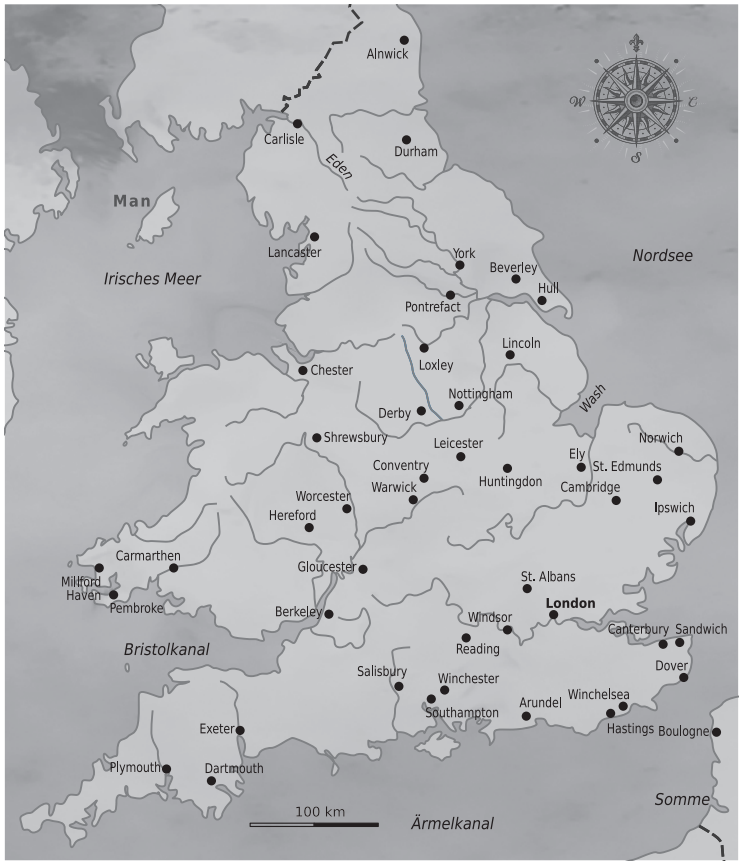 Alnwick
Carlisle
Durham
Eden
W
E
S
Man
Lancaster
Irisches Meer
York
Beverley
Hull
Nordsee
Pontrefact
Lincoln
Loxley
Chester
Nottingham
Wash
Derby
Shrewsbury
Leicester
Norwich
Ely
St. Edmunds
Coventry
Huntingdon
Warwick
Cambridge
Worcester
Hereford
Ipswich
Carmarthen
Gloucester
Millford
Haven
Pembroke
St. Albans
London
Berkeley
Windsor
Canterbury
Sandwich
Bristolkanal
Reading
Dover
Salisbury
Winchester
Southampton
Arundel
Winchelsea
Hastings
Boulogne
Exeter
Plymouth
Dartmouth
Somme
100 km
Ärmelkanal